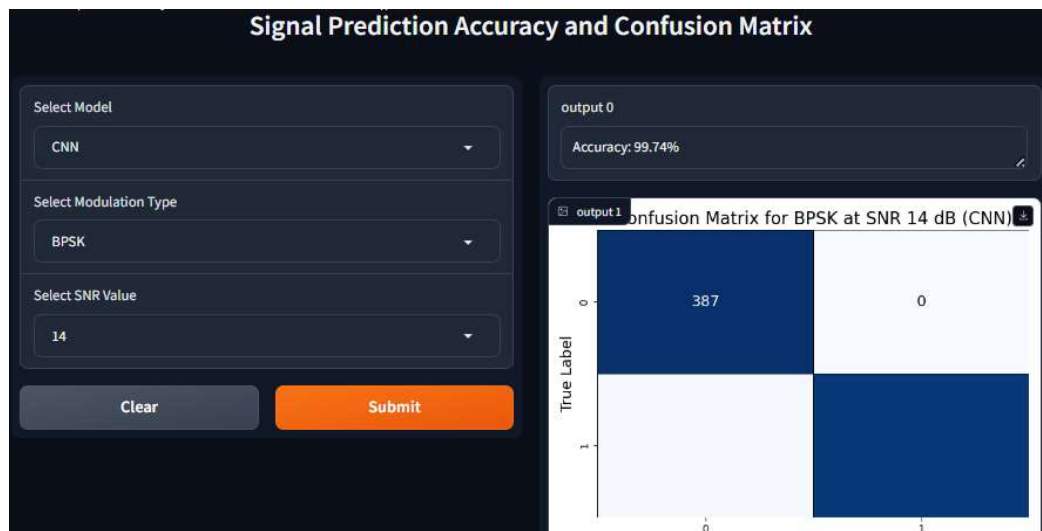 Signal Prediction Accuracy and Confusion Matrix
Select Model
CNN
Select Modulation Type
BPSK
Select SNR Value
14
Clear
Submit
output 0
Accuracy: 99.74%
output 1
onfusion Matrix for BPSK at SNR 14 dB (CNN)
0
387
0
True Label
1
0
1